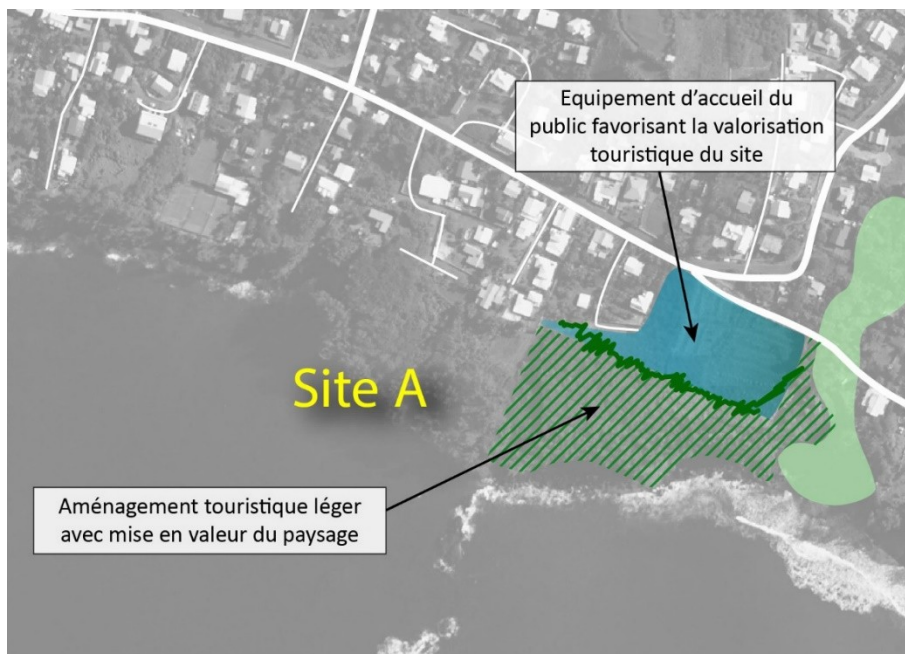 Equipement d’accueil du
public favorisant la valorisation
touristique du site
Site A
Aménagement touristique léger
avec mise en valeur du paysage